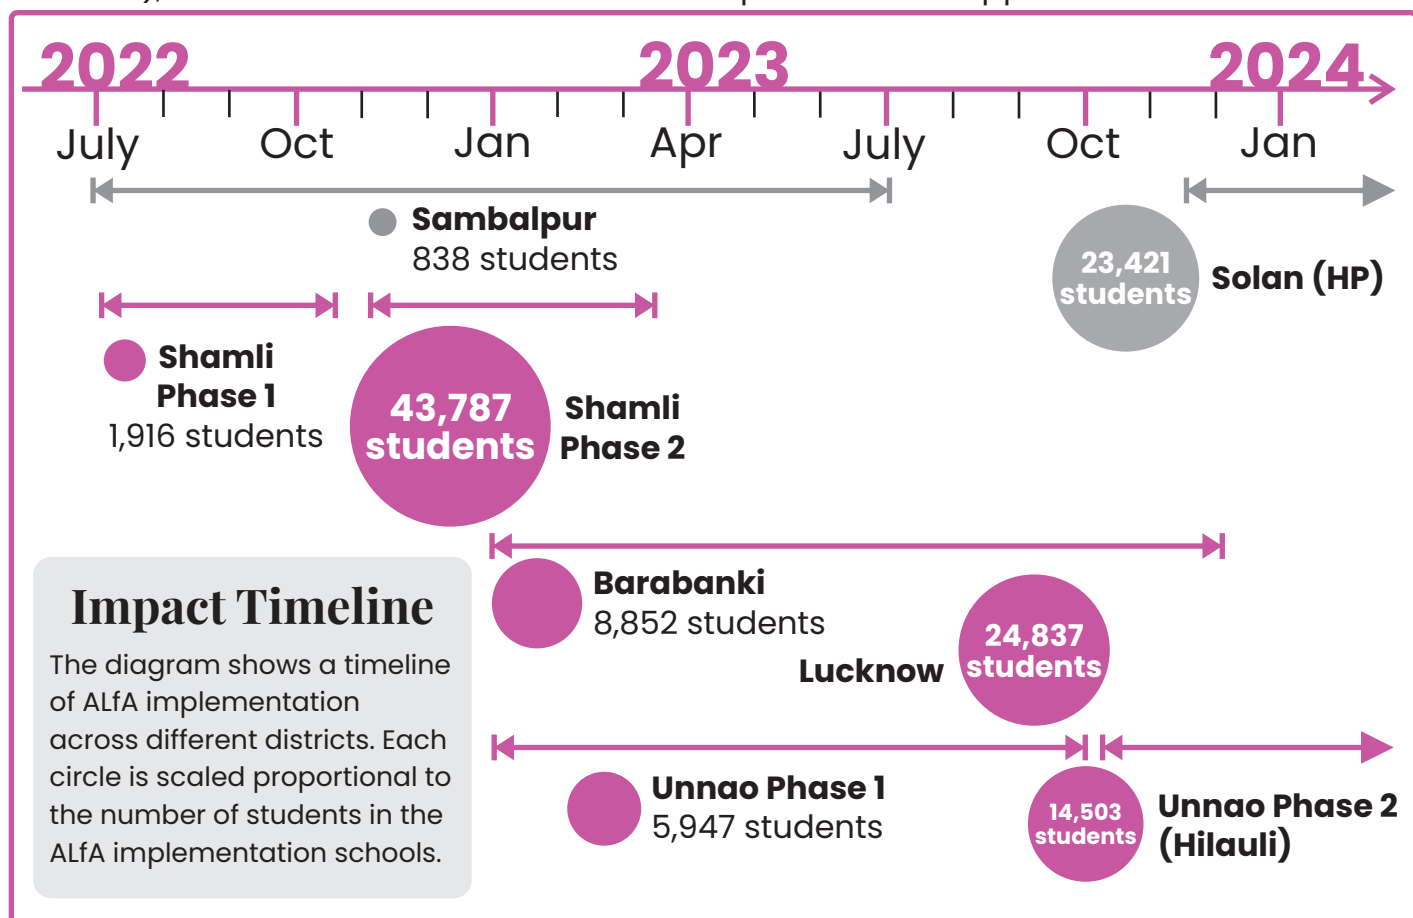 2022 2023 2024
July Oct Jan Apr July Oct Jan
Sambalpur
838 students
23,421
students
Solan (HP)
Shamli
Phase 1
1,916 students
43,787
students
Shamli
Phase 2
Barabanki
8,852 students
Lucknow
24,837
students
Impact Timeline
The diagram shows a timeline
of ALfA implementation
across different districts. Each
circle is scaled proportional to
the number of students in the
ALfA implementation schools.
Unnao Phase 1
5,947 students
14,503
students
Unnao Phase 2
(Hilauli)